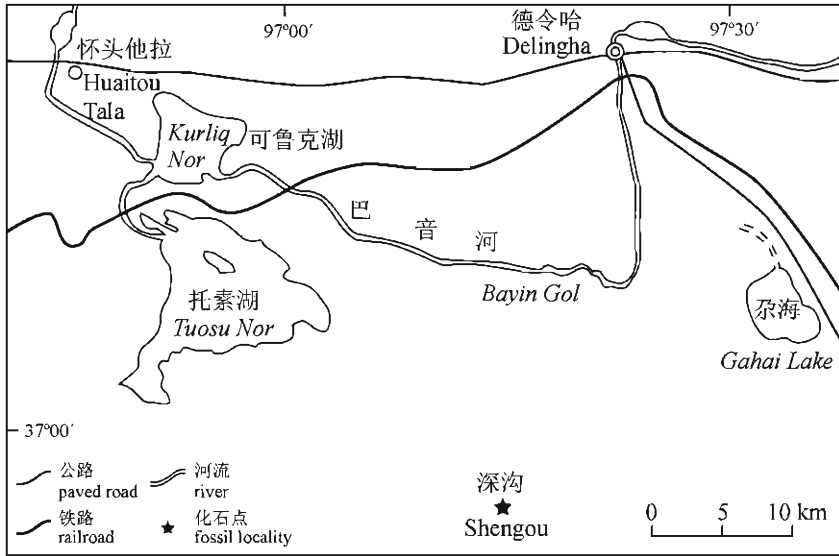 97°00′
97°30′
德令哈
Delingha
怀头他拉
Huaitou
Tala
Kurliq
Nor
可鲁克湖
巴音河
Bayin Gol
托素湖
Tuosu Nor
尕海
Gahai Lake
37°00′
公路
paved road
河流
river
铁路
railroad
化石点
fossil locality
深沟
Shengou
0 5 10 km